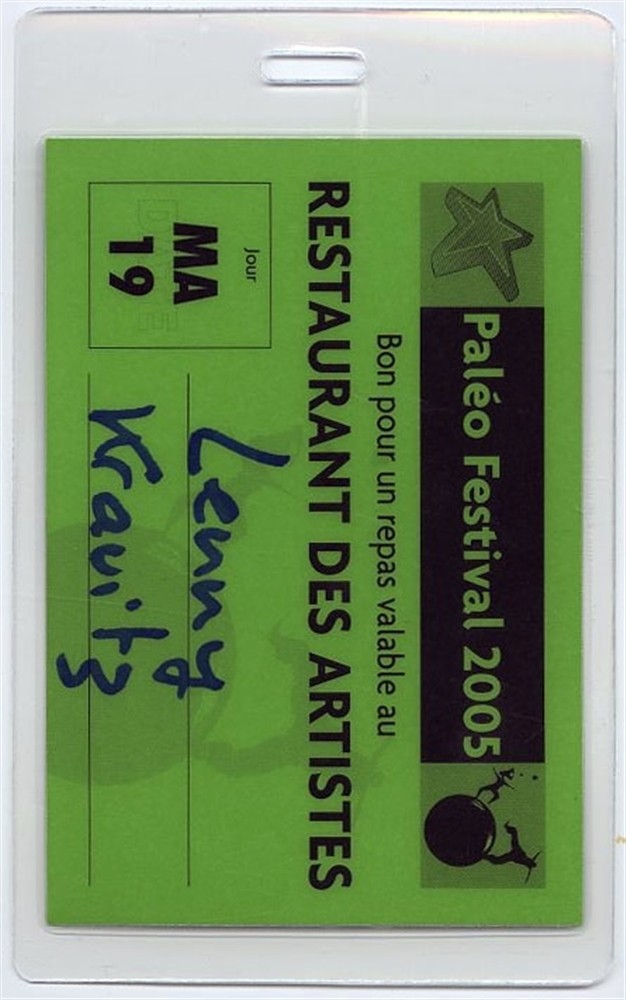 Paléo Festival 2005
Bon pour un repas valable au
RESTAURANT DES ARTISTES
Jour
MA
19
Lenny
Kravitz